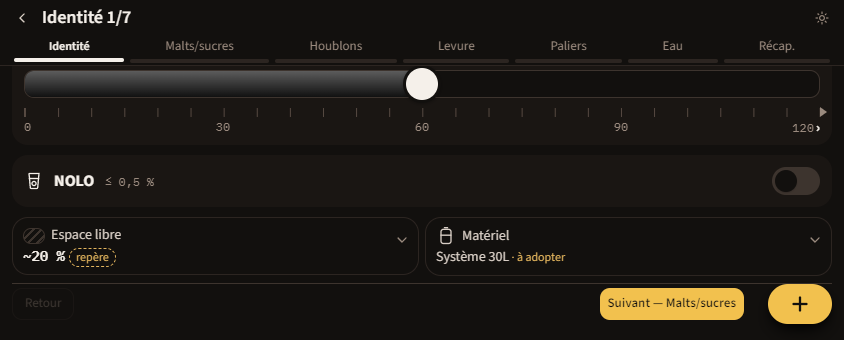 Identité 1/7
Identité Malts/sucres Houblons Levure Paliers Eau Récap.
0 30 60 90 120›
NOLO ≤ 0,5 %
Espace libre
~20 % repère
Matériel
Système 30L · à adopter
Retour Suivant — Malts/sucres +